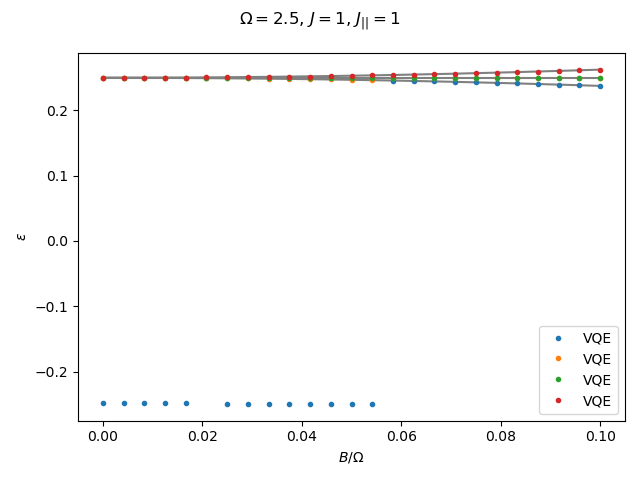 Ω = 2.5, J = 1, J|| = 1
ε
0.2
0.1
0.0
−0.1
−0.2
VQE
VQE
VQE
VQE
0.00 0.02 0.04 0.06 0.08 0.10
B/Ω